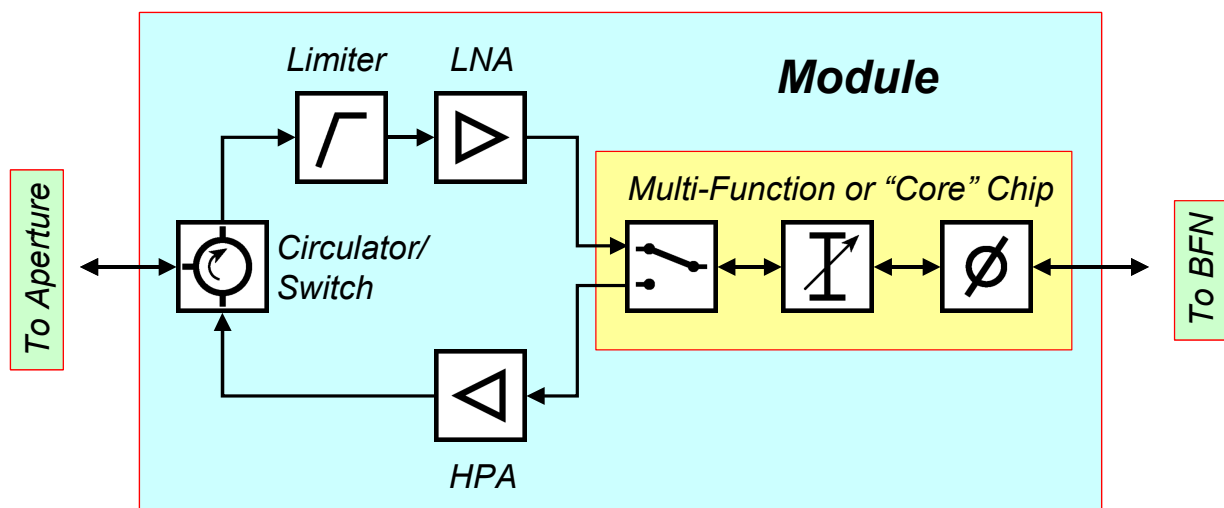 Module
Limiter
LNA
Multi-Function or “Core” Chip
To Aperture
Circulator/
Switch
To BFN
HPA